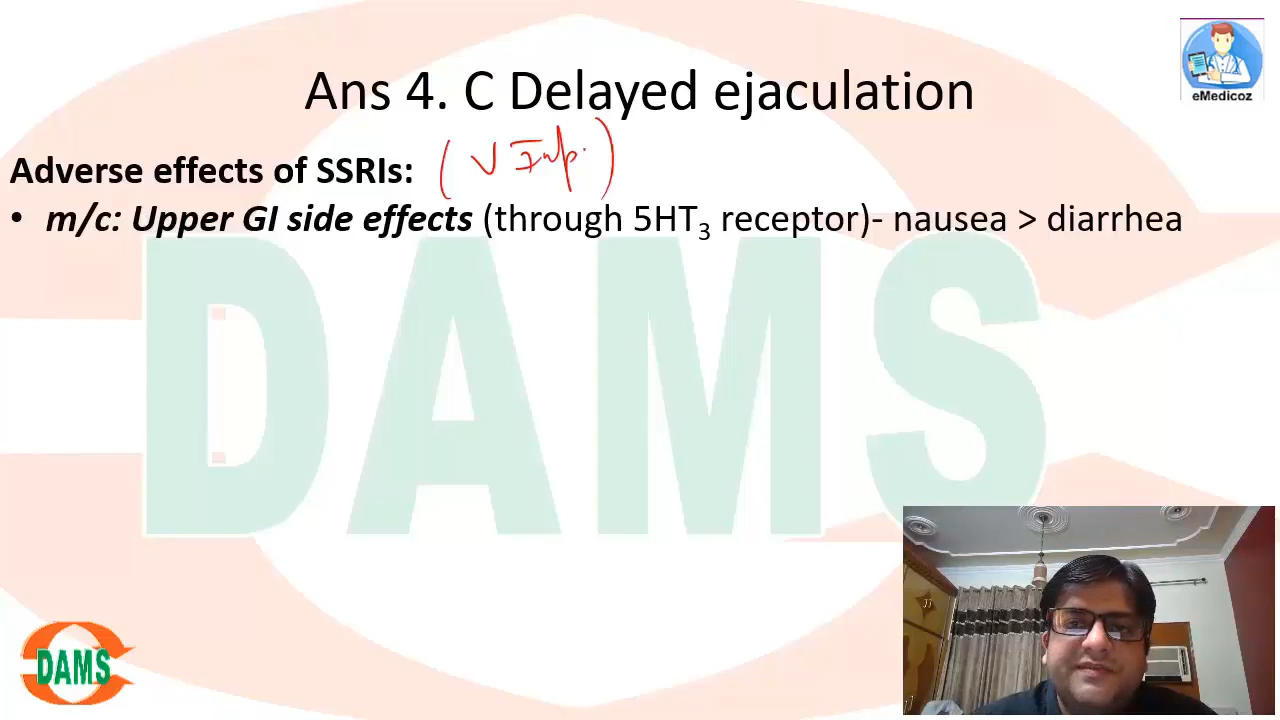 eMedicoz
Ans 4. C Delayed ejaculation
Adverse effects of SSRIs: (V Imp.)
• m/c: Upper GI side effects (through 5HT₃ receptor)- nausea > diarrhea
DAMS
DAMS